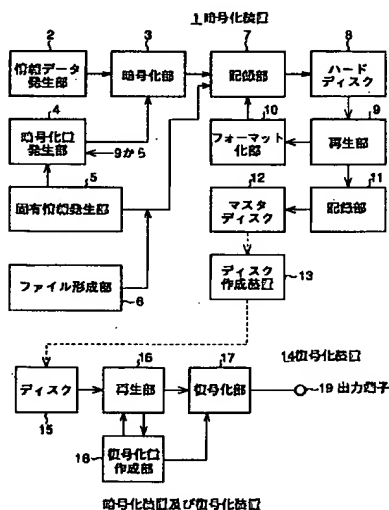 1 暗号化装置
2
3
7
8
情報データ
発生部
暗号化部
記録部
ハード
ディスク
4
10
9
暗号化鍵
発生部
9から
フォーマット
化部
再生部
5
12
11
固有情報発生部
マスタ
ディスク
記録部
ファイル形成部
6
ディスク
作成装置
13
16
17
14 復号化装置
ディスク
再生部
復号化部
19 出力端子
15
18
復号化鍵
作成部
暗号化装置及び復号化装置